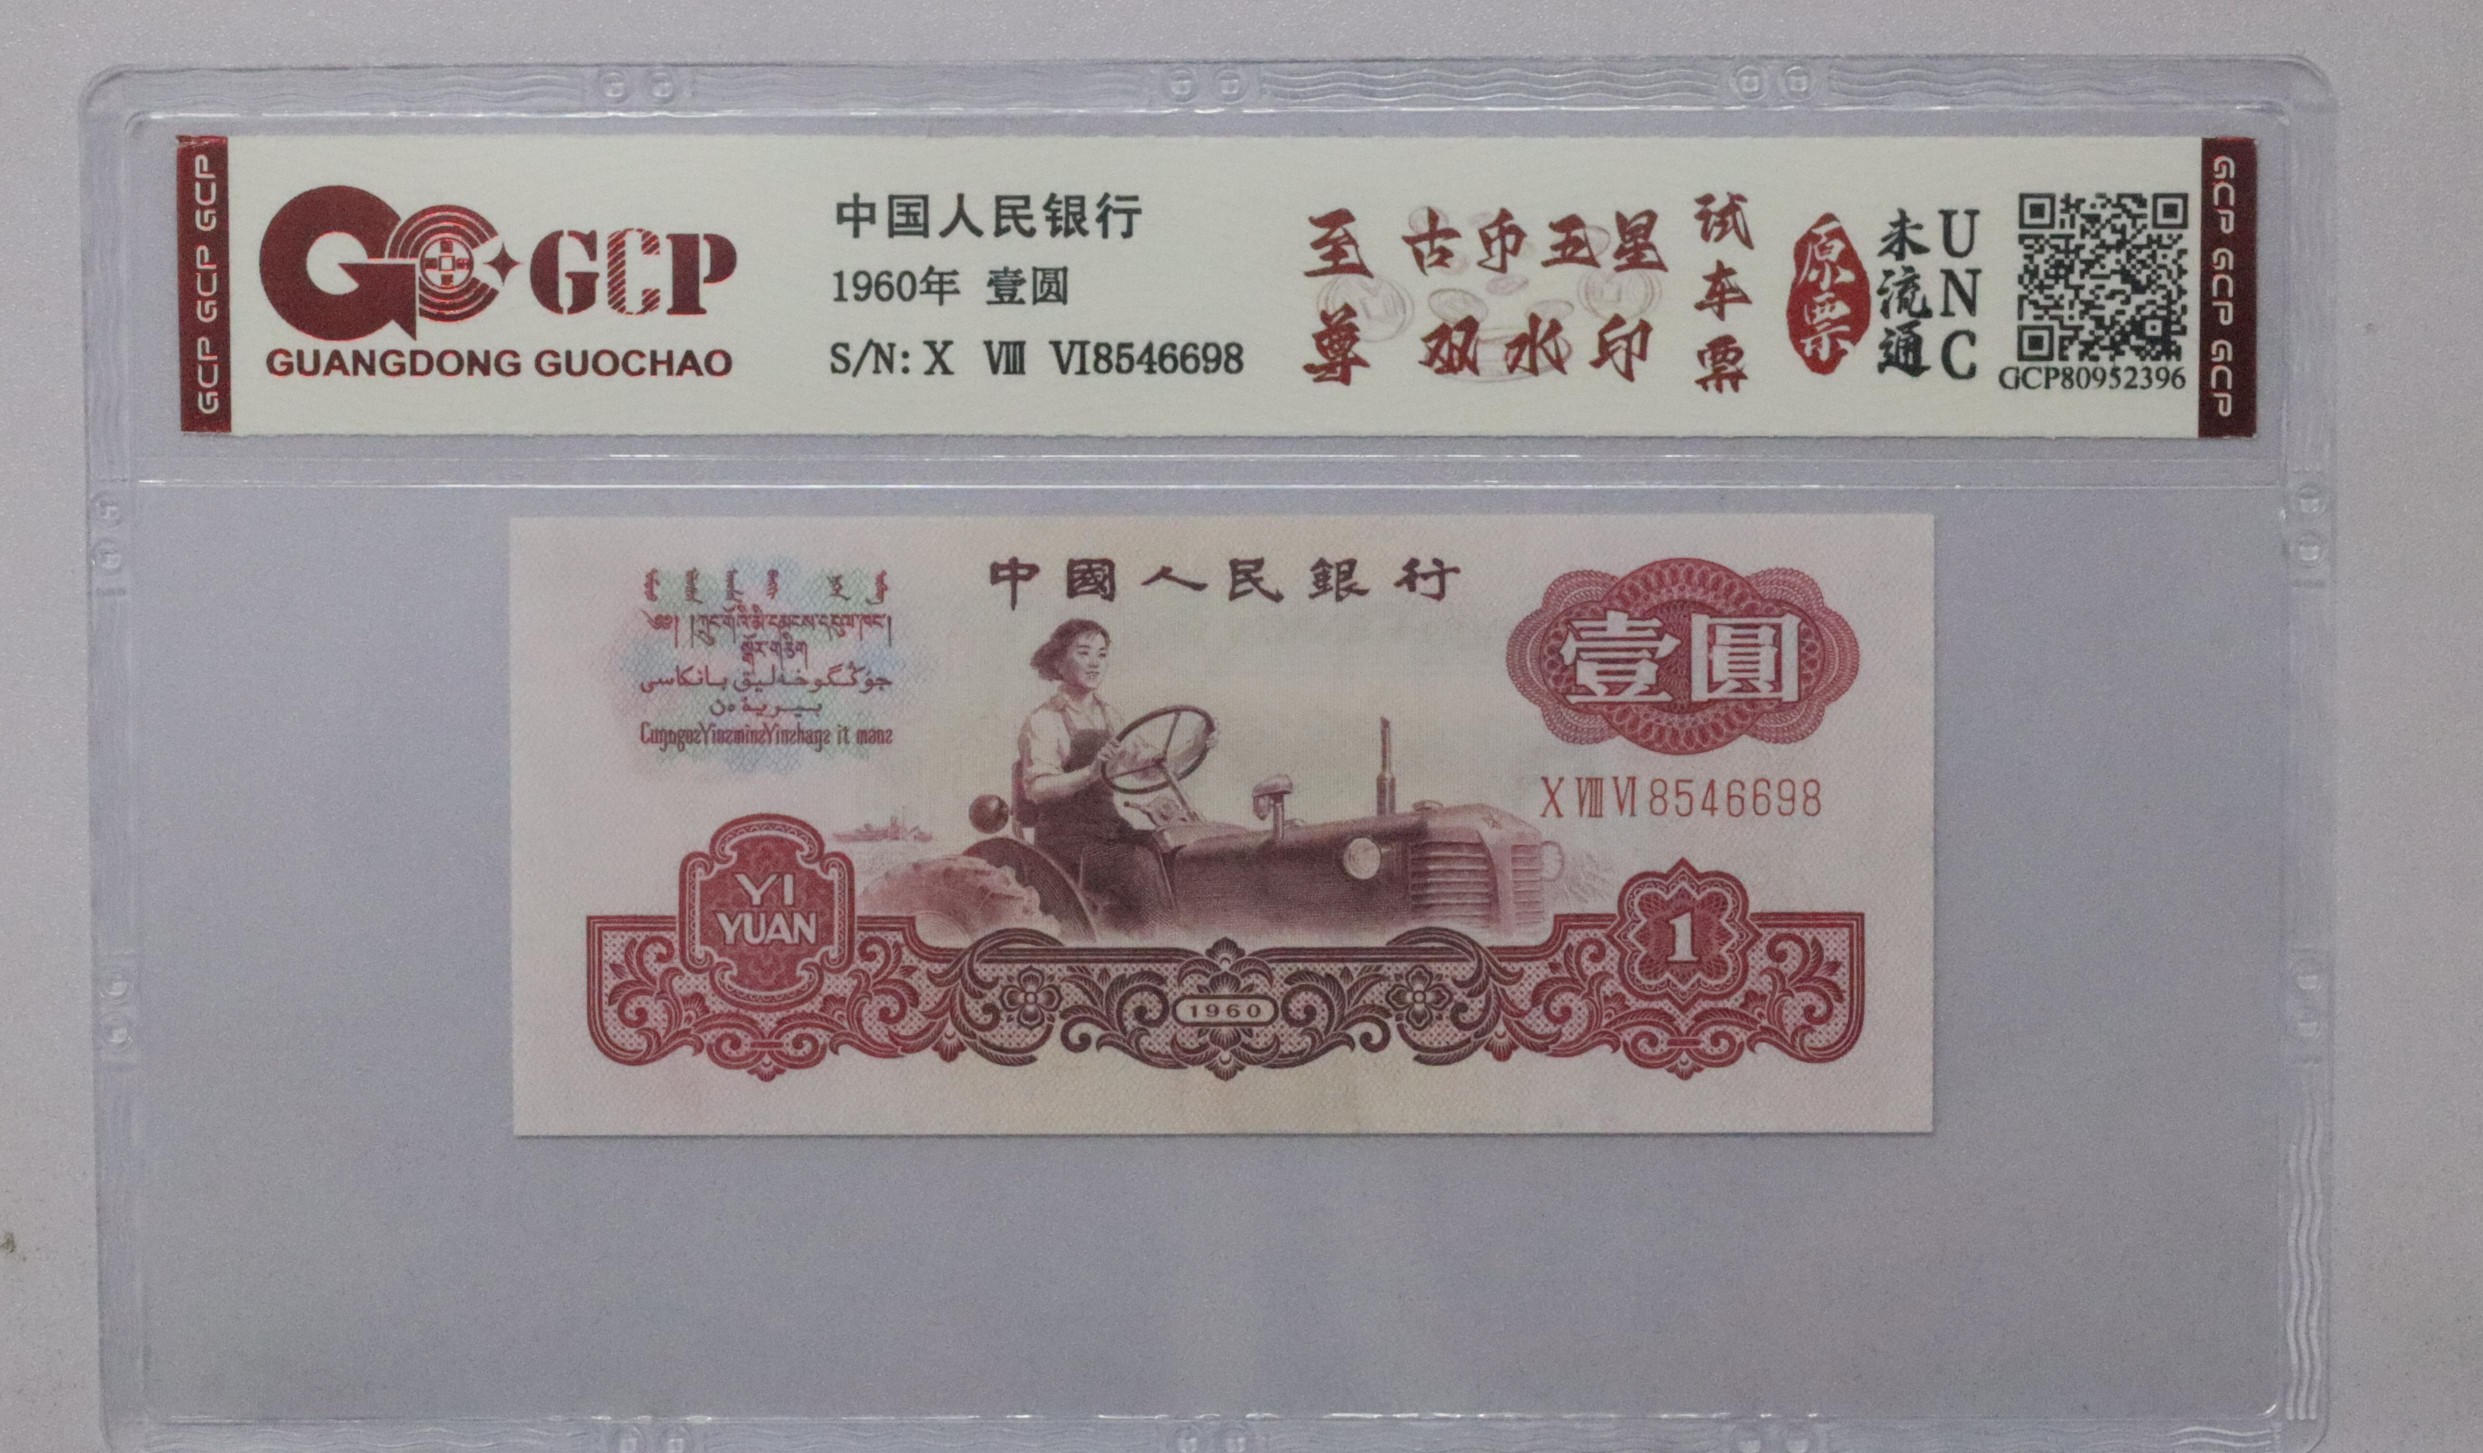 GCP GCP GCP
GCP
GUANGDONG GUOCHAO
中国人民银行
1960年 壹圆
S/N: X Ⅷ Ⅵ8546698
至尊
古币五星
双水印
试车票
原票
未流通
UNC
GCP80952396
GCP GCP GCP
中國人民銀行
壹圓
XⅧⅥ8546698
YI
YUAN
1
1960